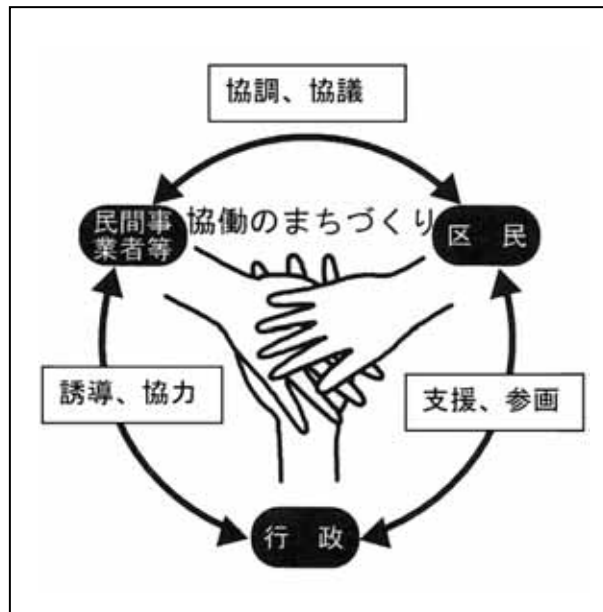 協調、協議
民間事
業者等
協働のまちづくり
区　民
誘導、協力
支援、参画
行　政